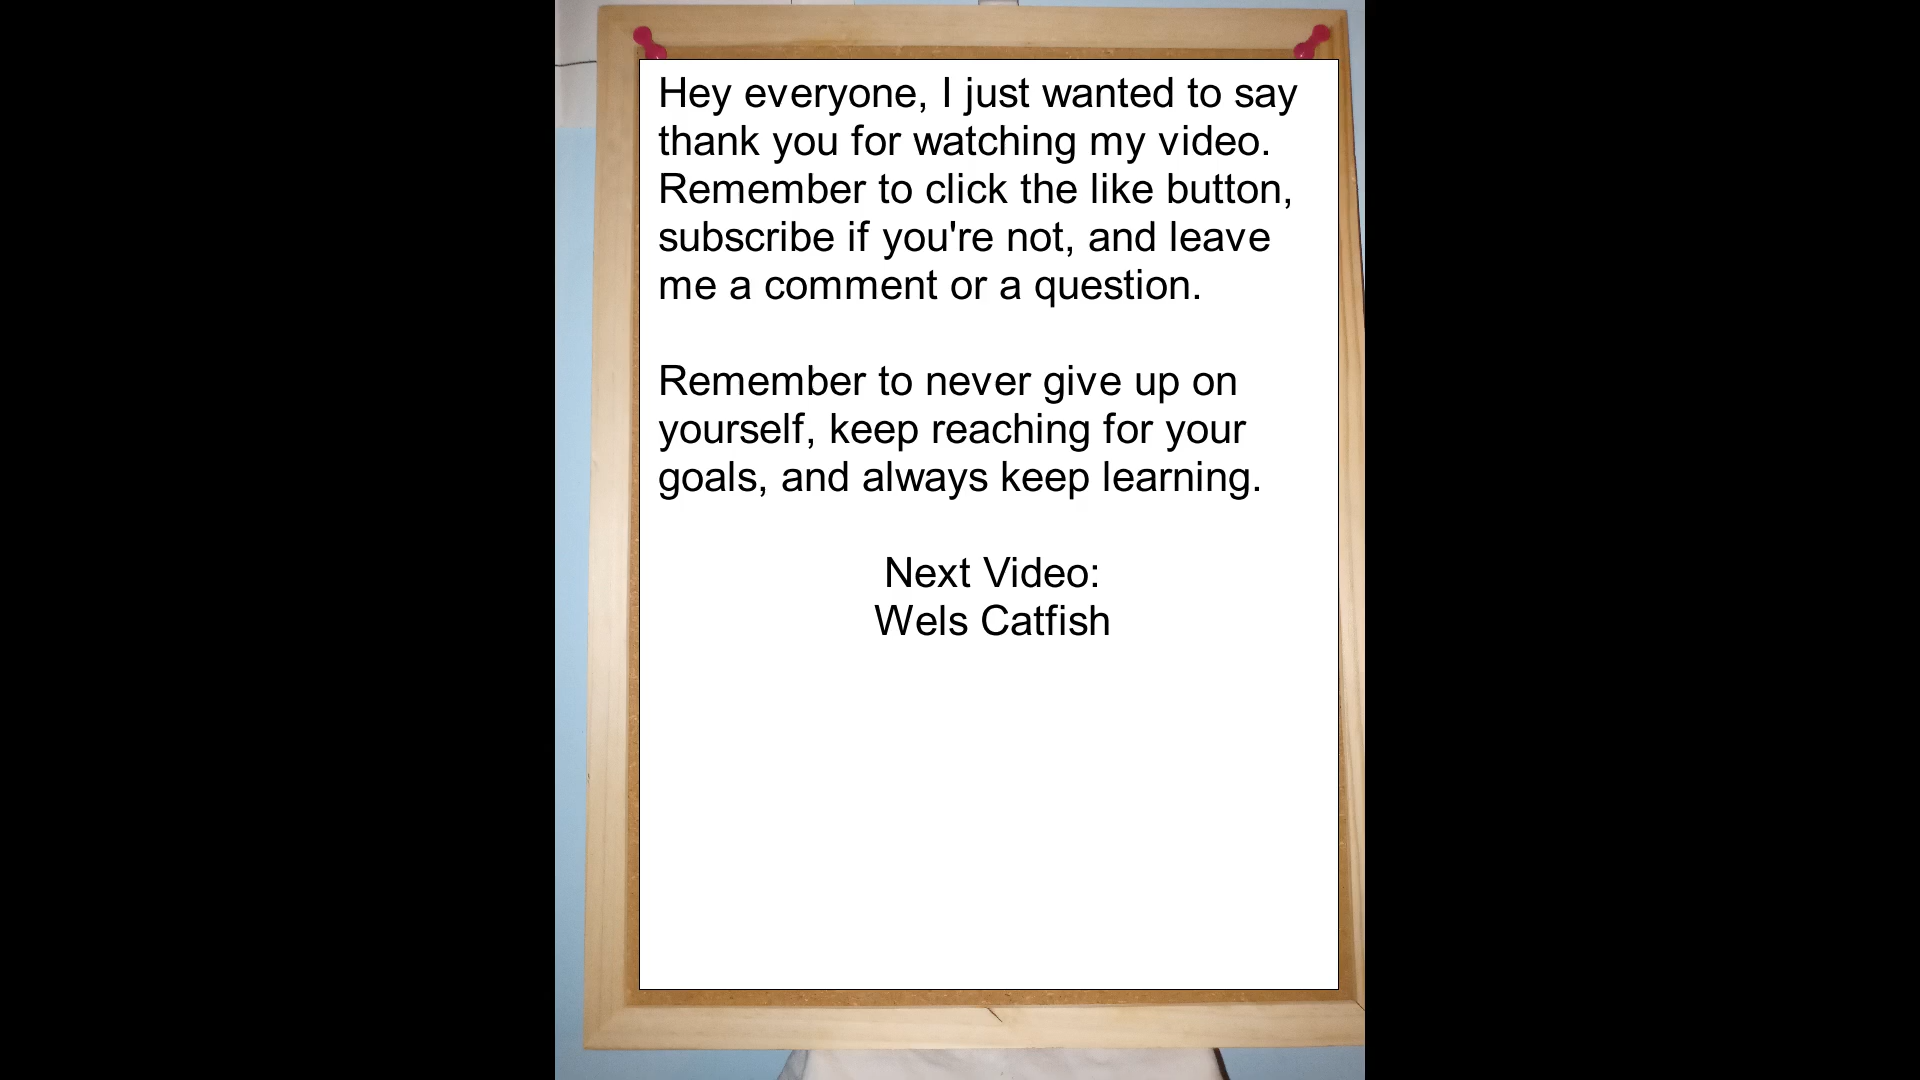 Hey everyone, I just wanted to say
thank you for watching my video.
Remember to click the like button,
subscribe if you're not, and leave
me a comment or a question.
Remember to never give up on
yourself, keep reaching for your
goals, and always keep learning.
Next Video:
Wels Catfish